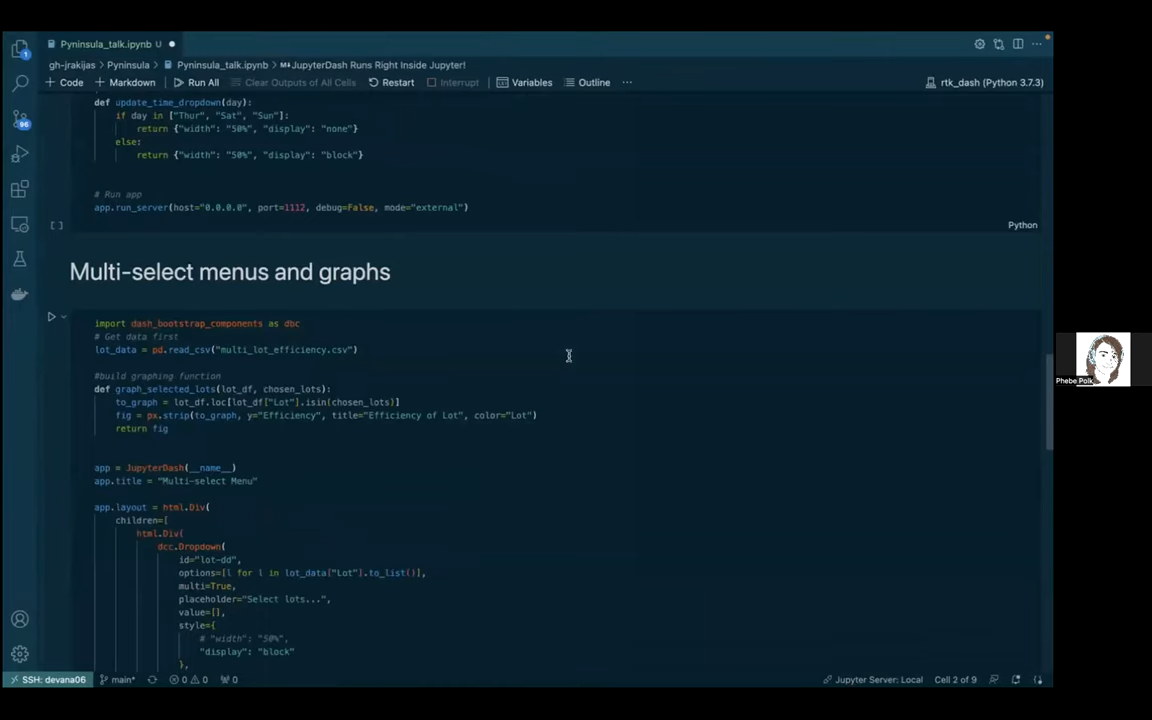 Pyninsula_talk.ipynb U
gh-jrakijas > Pyninsula > Pyninsula_talk.ipynb > JupyterDash Runs Right Inside Jupyter!
+ Code + Markdown Run All Clear Outputs of All Cells Restart Interrupt Variables Outline ... rtk_dash (Python 3.7.3)
def update_time_dropdown(day):
if day in ["Thur", "Sat", "Sun"]:
return {"width": "50%", "display": "none"}
else:
return {"width": "50%", "display": "block"}
# Run app
app.run_server(host="0.0.0.0", port=1112, debug=False, mode="external")
[ ]
Python
Multi-select menus and graphs
import dash_bootstrap_components as dbc
# Get data first
lot_data = pd.read_csv("multi_lot_efficiency.csv")
#build graphing function
def graph_selected_lots(lot_df, chosen_lots):
to_graph = lot_df.loc[lot_df["Lot"].isin(chosen_lots)]
fig = px.strip(to_graph, y="Efficiency", title="Efficiency of Lot", color="Lot")
return fig
Phebe Polk
app = JupyterDash(__name__)
app.title = "Multi-select Menu"
app.layout = html.Div(
children=[
html.Div(
dcc.Dropdown(
id="lot-dd",
options=[l for l in lot_data["Lot"].to_list()],
multi=True,
placeholder="Select lots...",
value=[],
style={
# "width": "50%",
"display": "block"
},
1
96
SSH: devana06 main* 0 0 0 Jupyter Server: Local Cell 2 of 9